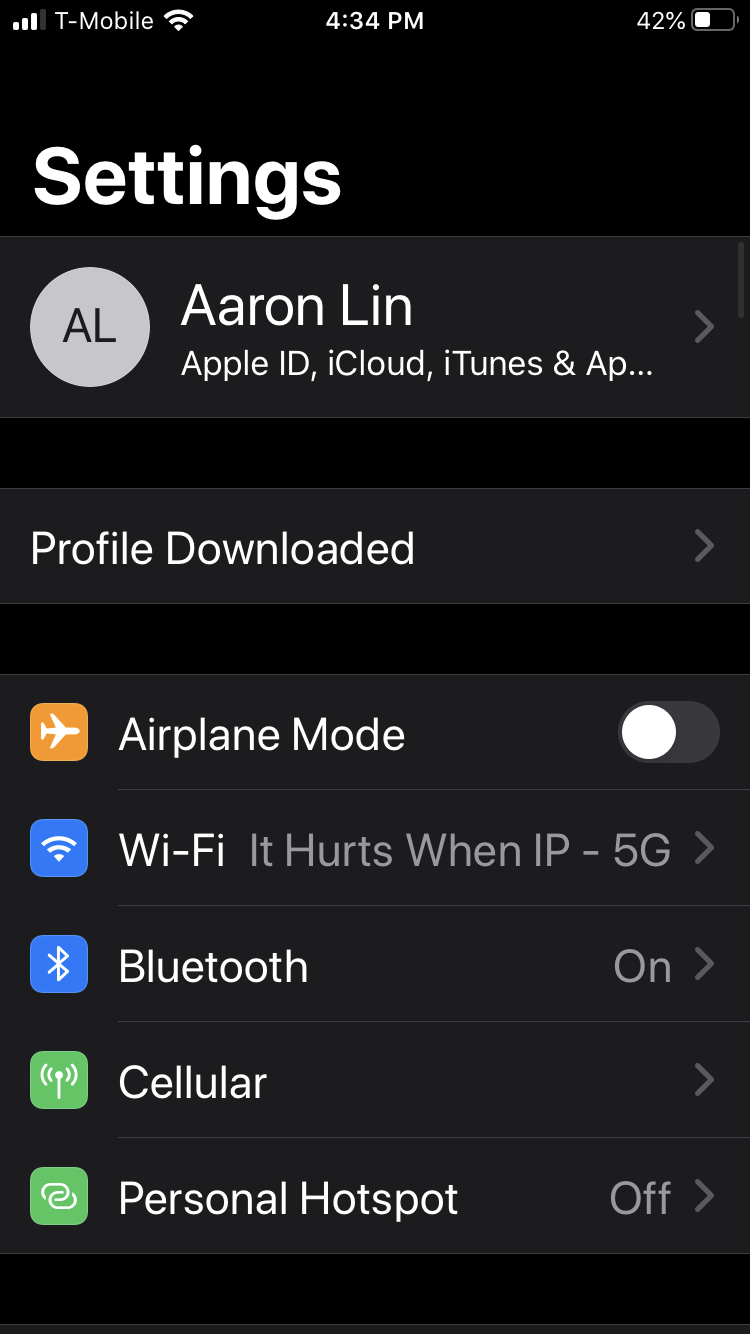 T-Mobile 4:34 PM 42%
Settings
AL
Aaron Lin
Apple ID, iCloud, iTunes & Ap...
Profile Downloaded
Airplane Mode
Wi-Fi It Hurts When IP - 5G
Bluetooth On
Cellular
Personal Hotspot Off